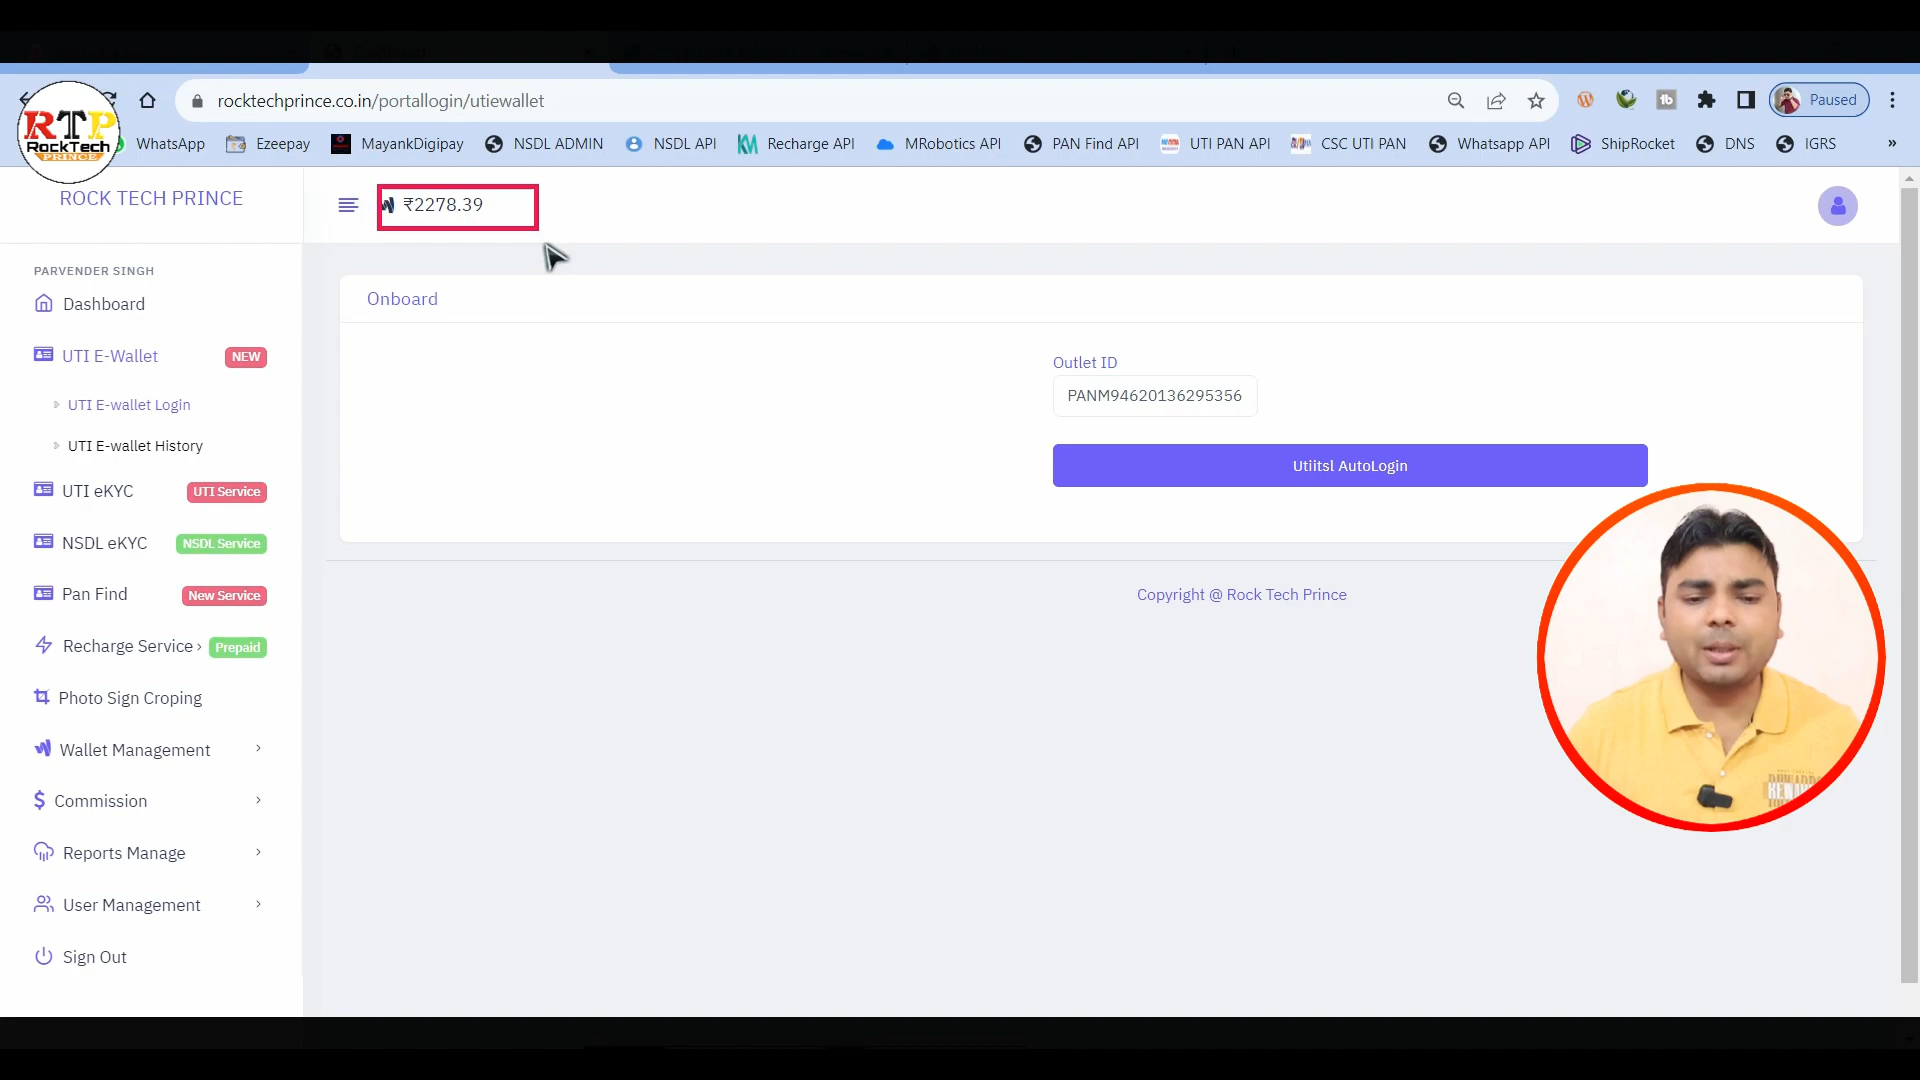 rocktechprince.co.in/portallogin/utiewallet
Paused
RTP
RockTech
PRINCE
WhatsApp
Ezeepay
MayankDigipay
NSDL ADMIN
NSDL API
Recharge API
MRobotics API
PAN Find API
UTI PAN API
CSC UTI PAN
Whatsapp API
ShipRocket
DNS
IGRS
»
ROCK TECH PRINCE
₹2278.39
PARVENDER SINGH
Dashboard
UTI E-Wallet NEW
UTI E-wallet Login
UTI E-wallet History
UTI eKYC UTI Service
NSDL eKYC NSDL Service
Pan Find New Service
Recharge Service Prepaid
Photo Sign Croping
Wallet Management
Commission
Reports Manage
User Management
Sign Out
Onboard
Outlet ID
PANM94620136295356
Utiitsl AutoLogin
Copyright @ Rock Tech Prince